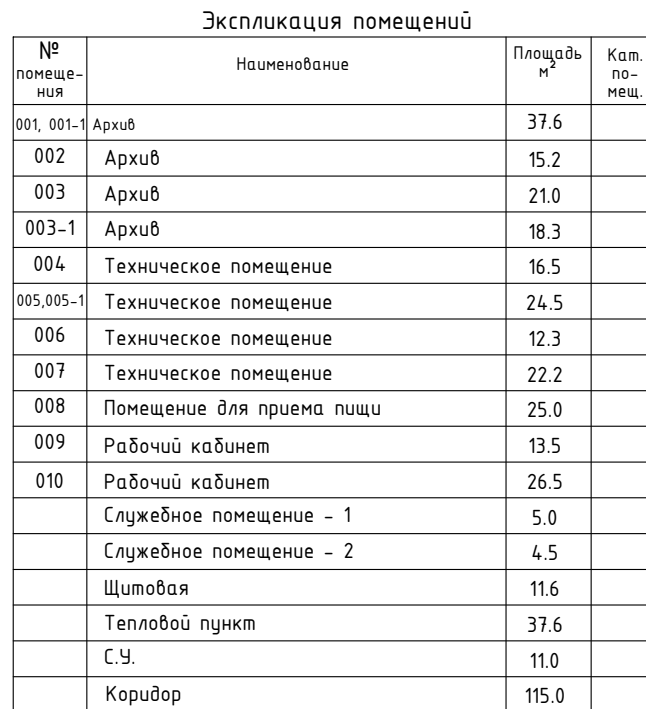 Экспликация помещений
№ помеще- ния Наименование Площадь м² Кат. по- мещ.
001, 001-1 Архив 37.6
002 Архив 15.2
003 Архив 21.0
003-1 Архив 18.3
004 Техническое помещение 16.5
005,005-1 Техническое помещение 24.5
006 Техническое помещение 12.3
007 Техническое помещение 22.2
008 Помещение для приема пищи 25.0
009 Рабочий кабинет 13.5
010 Рабочий кабинет 26.5
Служебное помещение - 1 5.0
Служебное помещение - 2 4.5
Щитовая 11.6
Тепловой пункт 37.6
С.У. 11.0
Коридор 115.0